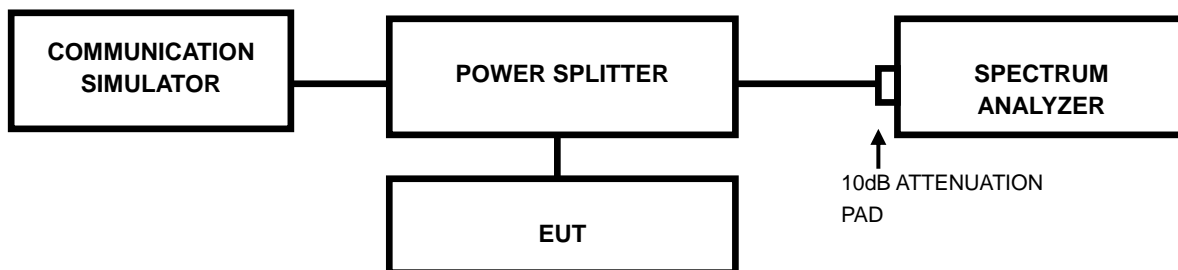 COMMUNICATION
SIMULATOR
POWER SPLITTER
SPECTRUM
ANALYZER
10dB ATTENUATION
PAD
EUT